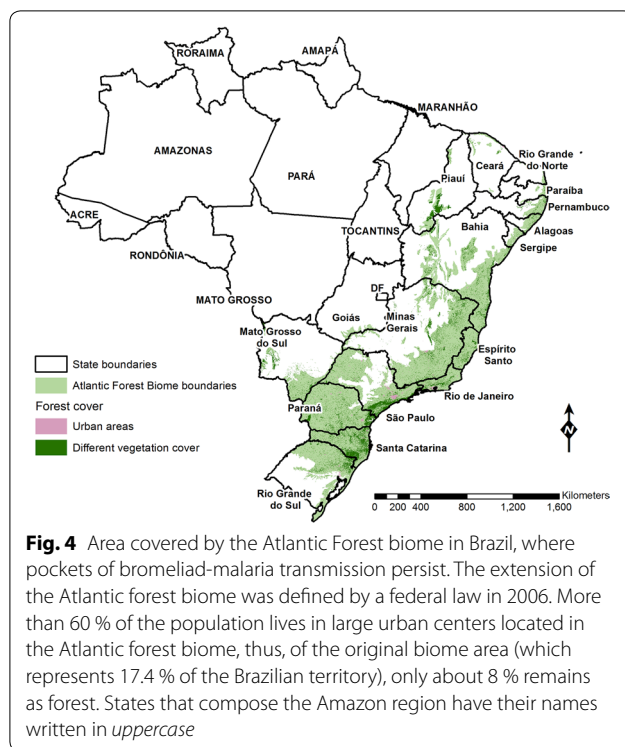 RORAIMA
AMAPÁ
MARANHÃO
AMAZONAS
PARÁ
Ceará
Rio Grande
do Norte
Piauí
Paraíba
Pernambuco
ACRE
TOCANTINS
Bahia
Alagoas
Sergipe
RONDÔNIA
MATO GROSSO
DF
Goiás
Minas
Gerais
Mato Grosso
do Sul
Espírito
Santo
State boundaries
Atlantic Forest Biome boundaries
Forest cover
Urban areas
Different vegetation cover
Rio de Janeiro
Paraná
São Paulo
Santa Catarina
N
Rio Grande
do Sul
Kilometers
0 200 400 800 1,200 1,600
Fig. 4 Area covered by the Atlantic Forest biome in Brazil, where
pockets of bromeliad-malaria transmission persist. The extension of
the Atlantic forest biome was defined by a federal law in 2006. More
than 60 % of the population lives in large urban centers located in
the Atlantic forest biome, thus, of the original biome area (which
represents 17.4 % of the Brazilian territory), only about 8 % remains
as forest. States that compose the Amazon region have their names
written in uppercase